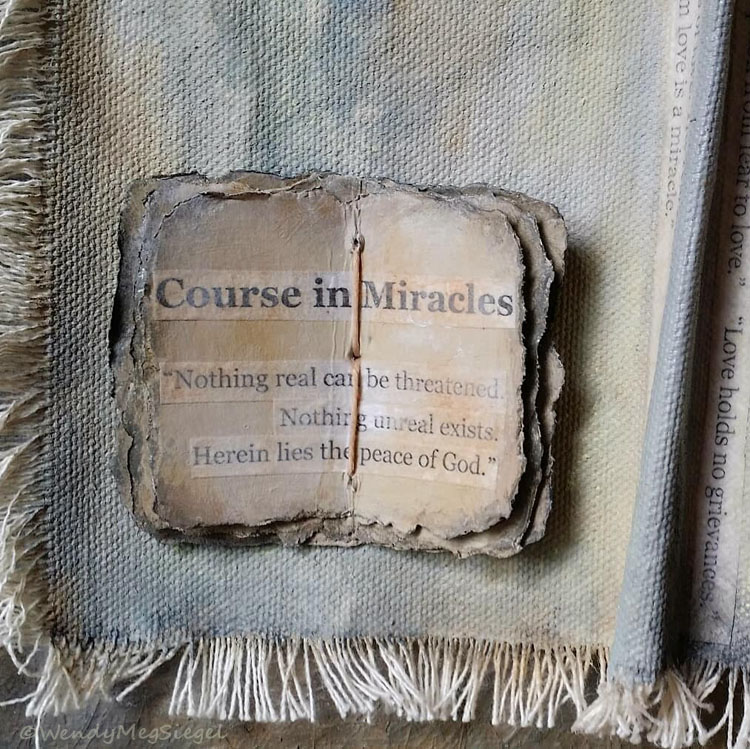 Course in Miracles
“Nothing real can be threatened.
Nothing unreal exists.
Herein lies the peace of God.”
love is a miracle.
to love.” “Love holds no grievances.
©WendyMegSiegel